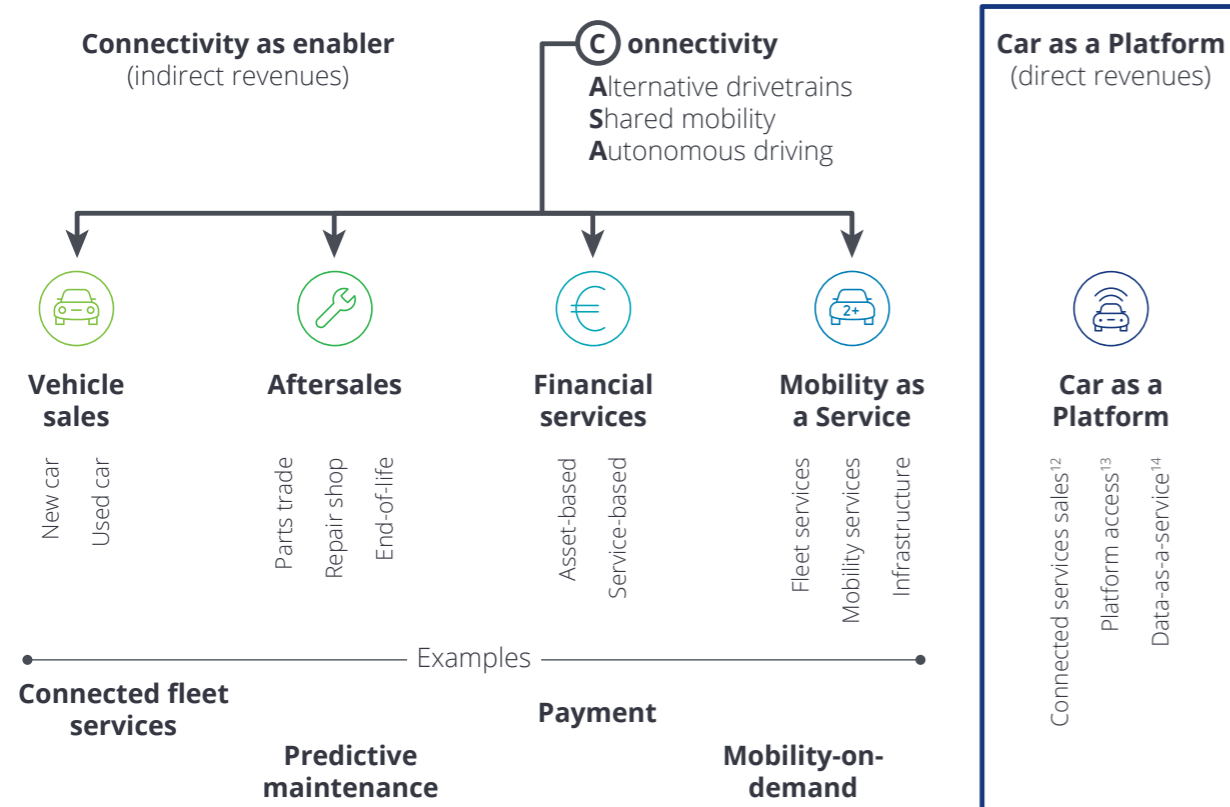 Connectivity as enabler
(indirect revenues)
Connectivity
Alternative drivetrains
Shared mobility
Autonomous driving
Car as a Platform
(direct revenues)
2+
Vehicle
sales
Aftersales
Financial
services
Mobility as
a Service
Car as a
Platform
New car
Used car
Parts trade
Repair shop
End-of-life
Asset-based
Service-based
Fleet services
Mobility services
Infrastructure
Connected services sales¹²
Platform access¹³
Data-as-a-service¹⁴
Examples
Connected fleet
services
Predictive
maintenance
Payment
Mobility-on-
demand